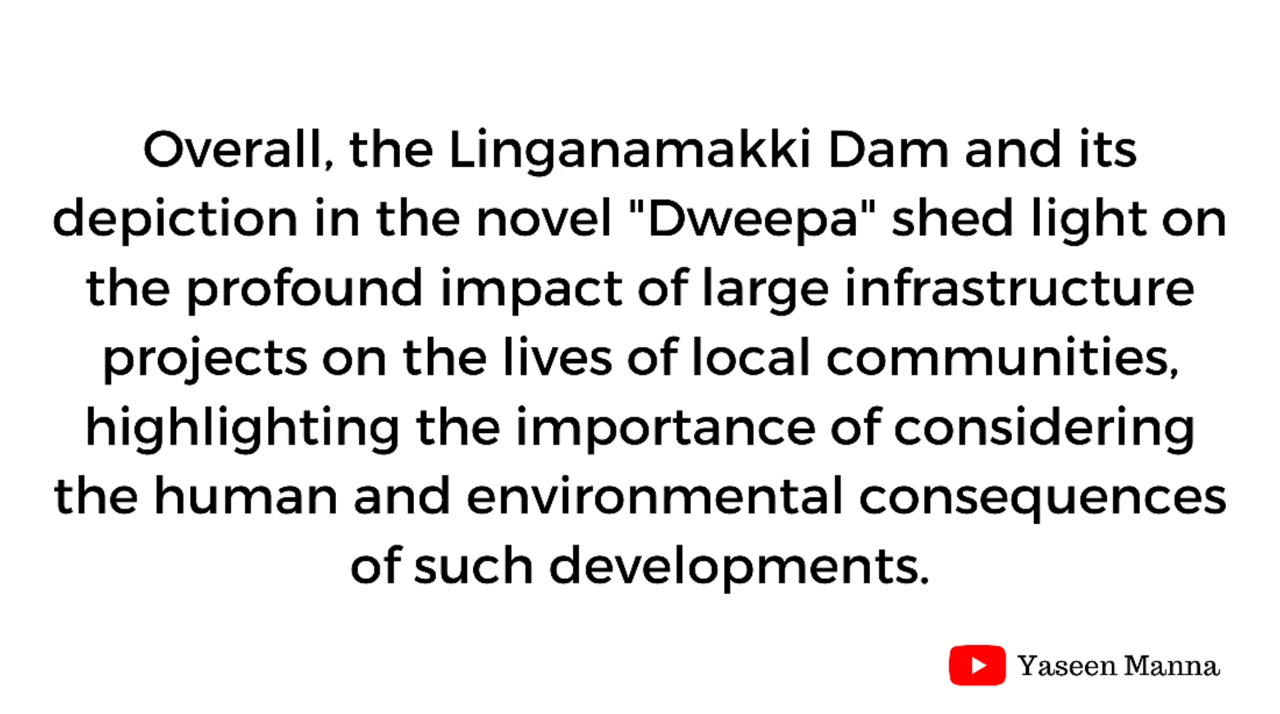 Overall, the Linganamakki Dam and its
depiction in the novel "Dweepa" shed light on
the profound impact of large infrastructure
projects on the lives of local communities,
highlighting the importance of considering
the human and environmental consequences
of such developments.
Yaseen Manna